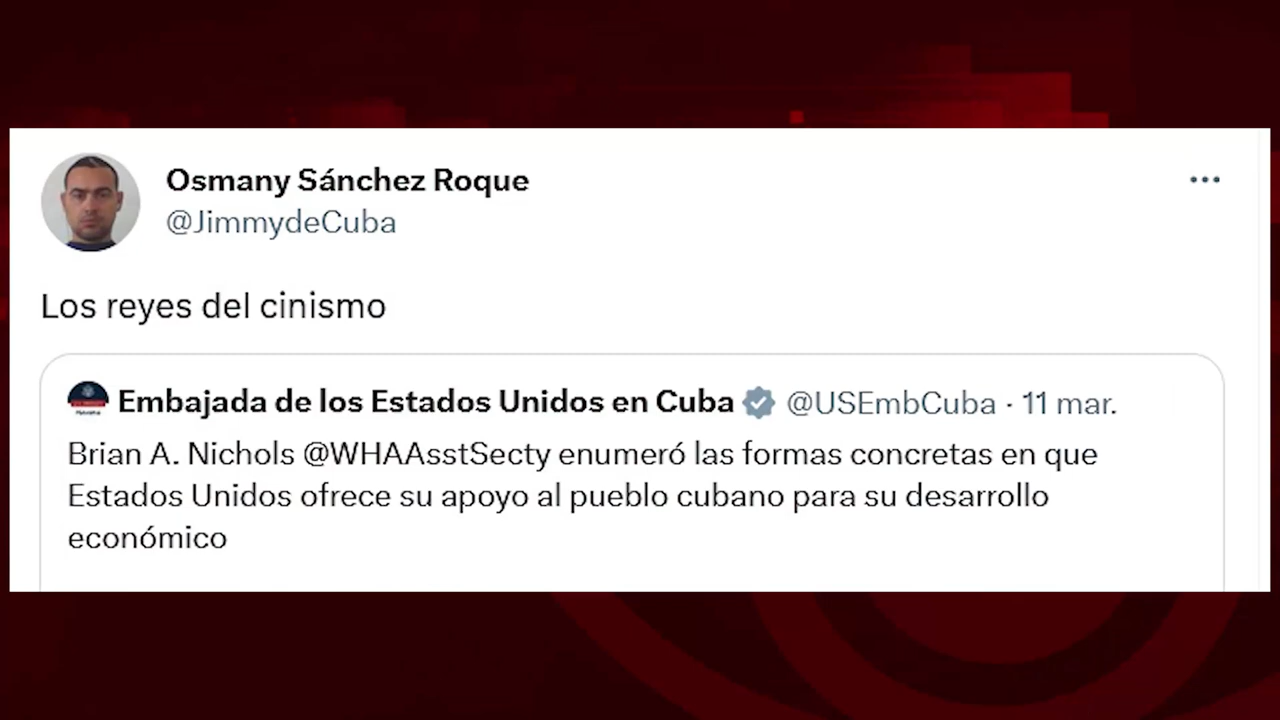 Osmany Sánchez Roque
@JimmydeCuba
Los reyes del cinismo
Embajada de los Estados Unidos en Cuba @USEmbCuba · 11 mar.
Brian A. Nichols @WHAAsstSecty enumeró las formas concretas en que
Estados Unidos ofrece su apoyo al pueblo cubano para su desarrollo
económico